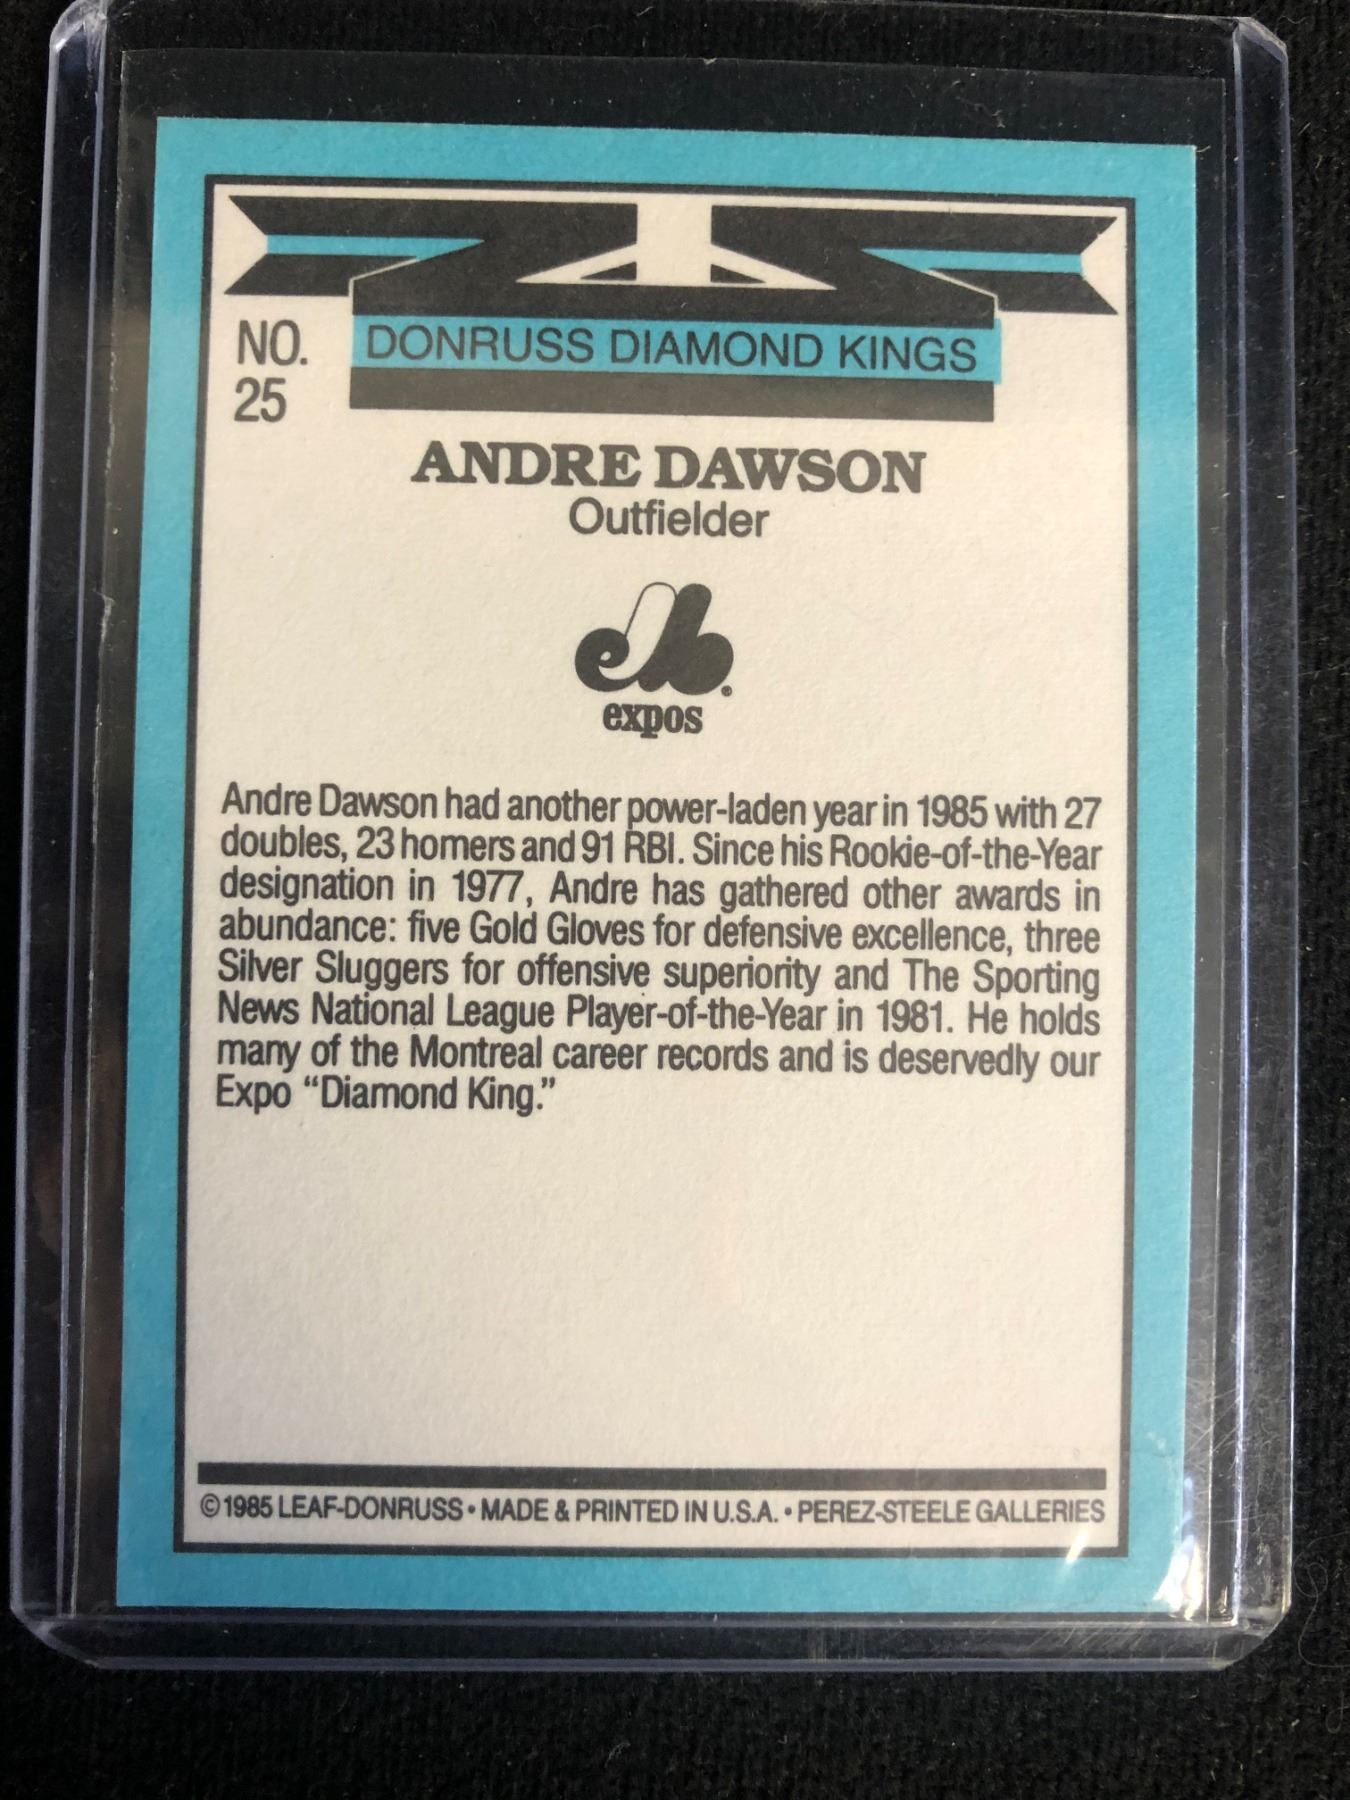 NO.
25
DONRUSS DIAMOND KINGS
ANDRE DAWSON
Outfielder
eb
expos
Andre Dawson had another power-laden year in 1985 with 27
doubles, 23 homers and 91 RBI. Since his Rookie-of-the-Year
designation in 1977, Andre has gathered other awards in
abundance: five Gold Gloves for defensive excellence, three
Silver Sluggers for offensive superiority and The Sporting
News National League Player-of-the-Year in 1981. He holds
many of the Montreal career records and is deservedly our
Expo “Diamond King.”
© 1985 LEAF-DONRUSS • MADE & PRINTED IN U.S.A. • PEREZ-STEELE GALLERIES